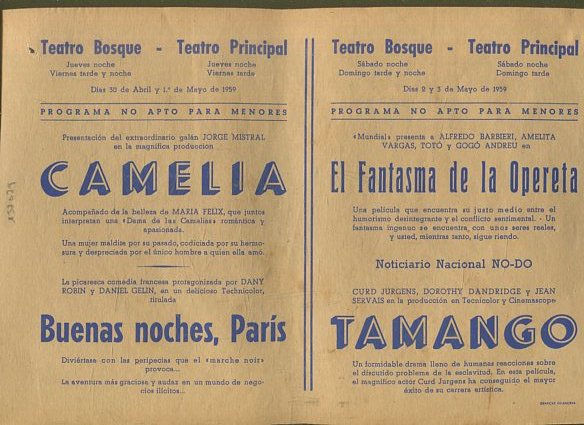 Teatro Bosque - Teatro Principal
Jueves noche Jueves noche
Viernes tarde y noche Viernes tarde
Días 30 de Abril y 1.º de Mayo de 1959
PROGRAMA NO APTO PARA MENORES
Presentación del extraordinario galán JORGE MISTRAL
en la magnífica producción
CAMELIA
Acompañado de la belleza de MARIA FELIX, que juntos
interpretan una «Dama de las Camelias» romántica y
apasionada.
Una mujer maldita por su pasado, codiciada por su hermo-
sura y despreciada por el único hombre a quien ella amó.
La picaresca comedia francesa protagonizada por DANY
ROBIN y DANIEL GELIN, en un delicioso Technicolor,
titulada
Buenas noches, París
Diviértase con las peripecias que el «marche noir»
provoca...
La aventura más graciosa y audaz en un mundo de nego-
cios ilícitos...
Teatro Bosque - Teatro Principal
Sábado noche Sábado noche
Domingo tarde y noche Domingo tarde
Días 2 y 3 de Mayo de 1959
PROGRAMA NO APTO PARA MENORES
«Mundial» presenta a ALFREDO BARBIERI, AMELITA
VARGAS, TOTÓ y GOGÓ ANDREU en
El Fantasma de la Opereta
Una película que encuentra su justo medio entre el
humorismo desintegrante y el conflicto sentimental. - Un
fantasma ingenuo se encuentra, con unos seres reales,
y usted, mientras tanto, sigue riendo.
Noticiario Nacional NO-DO
CURD JURGENS, DOROTHY DANDRIDGE y JEAN
SERVAIS en la producción en Tecnicolor y Cinemascope
TAMANGO
Un formidable drama lleno de humanas reacciones sobre
el discutido problema de la esclavitud. En esta película,
el magnífico actor Curd Jurgens ha conseguido el mayor
éxito de su carrera artística.